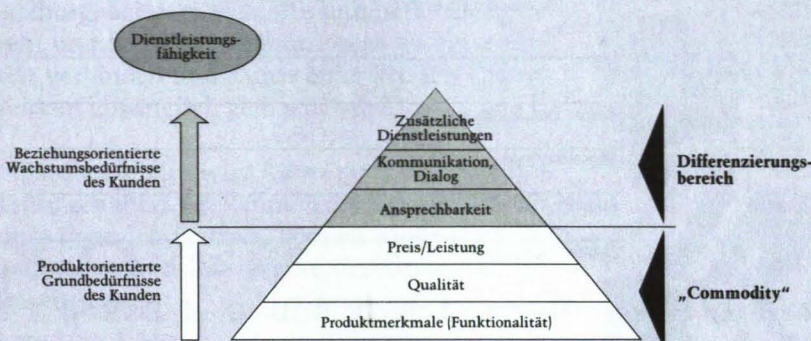 Dienstleistungs-
fähigkeit
Beziehungsorientierte
Wachstumsbedürfnisse
des Kunden
Produktorientierte
Grundbedürfnisse
des Kunden
Zusätzliche
Dienstleistungen
Kommunikation,
Dialog
Ansprechbarkeit
Preis/Leistung
Qualität
Produktmerkmale (Funktionalität)
Differenzierungs-
bereich
„Commodity“